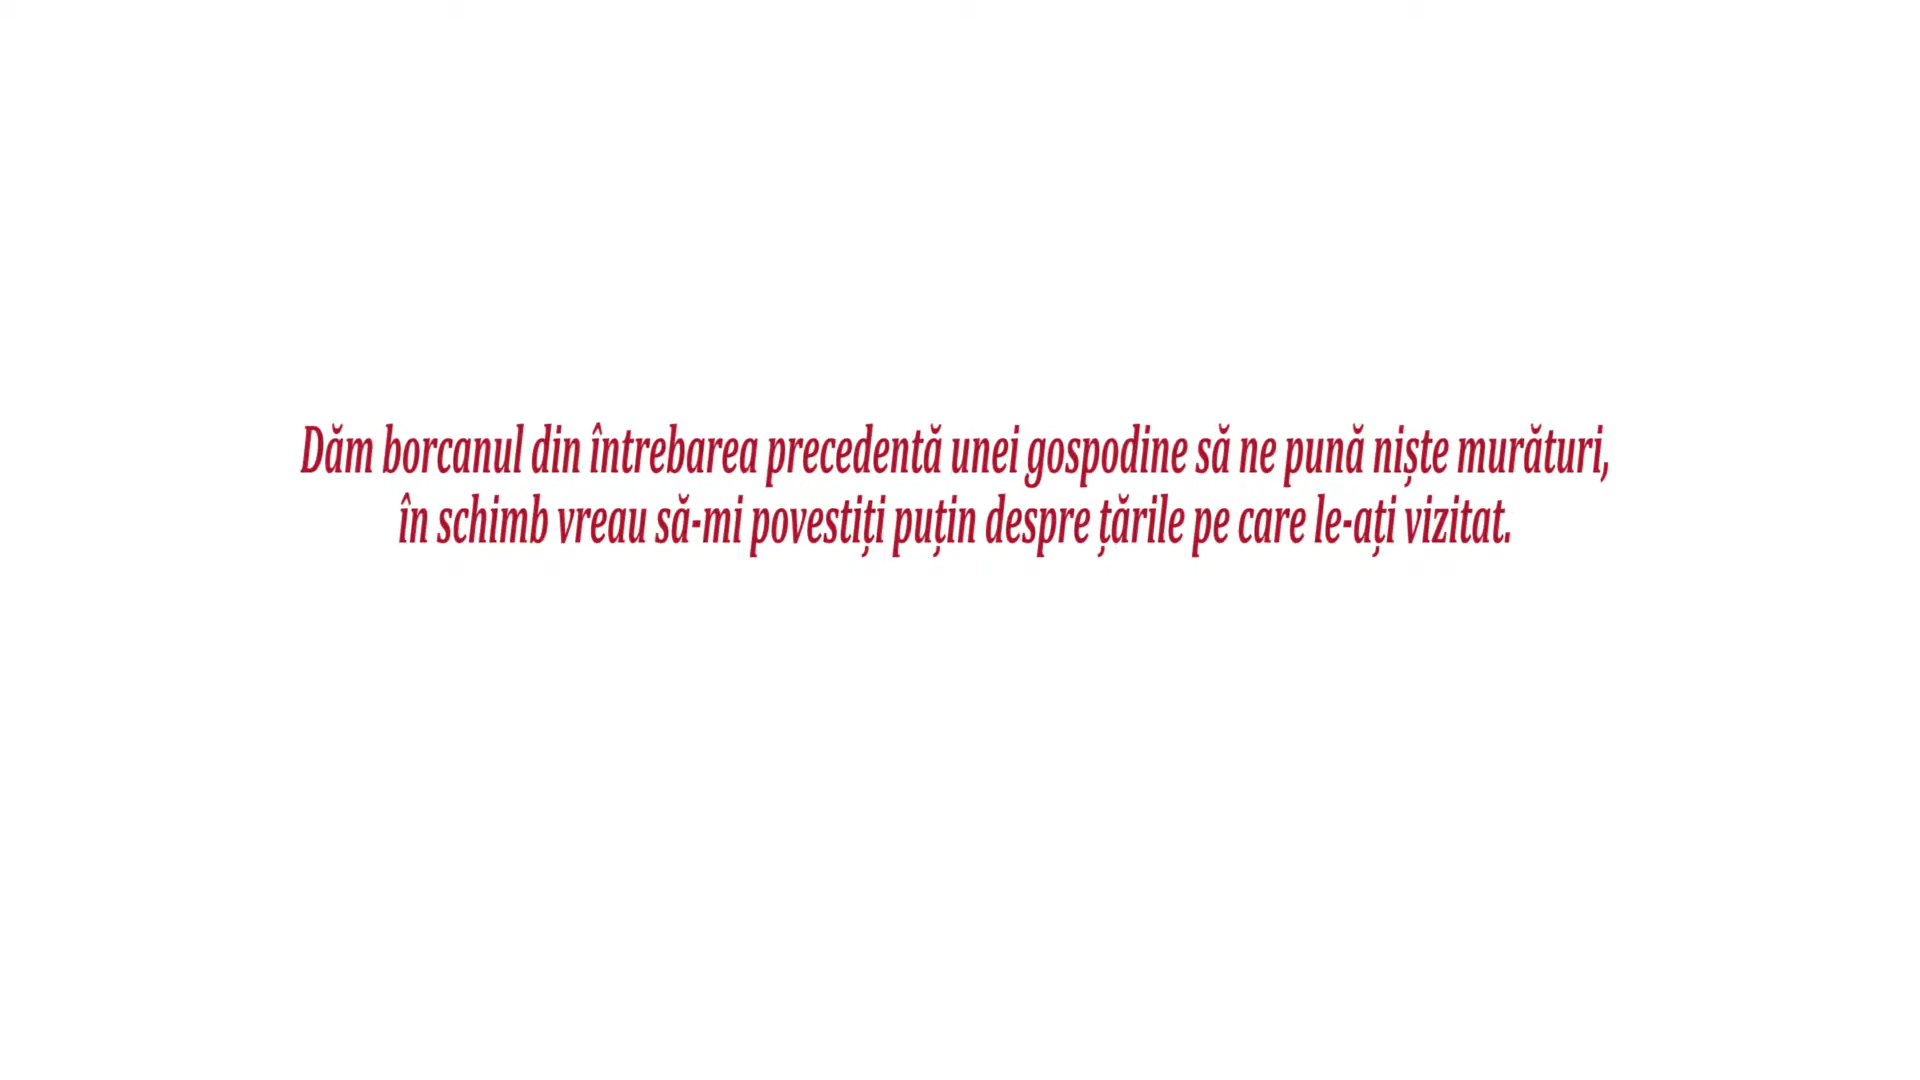 Dăm borcanul din întrebarea precedentă unei gospodine să ne pună niște murături,
în schimb vreau să-mi povestiți puțin despre țările pe care le-ați vizitat.